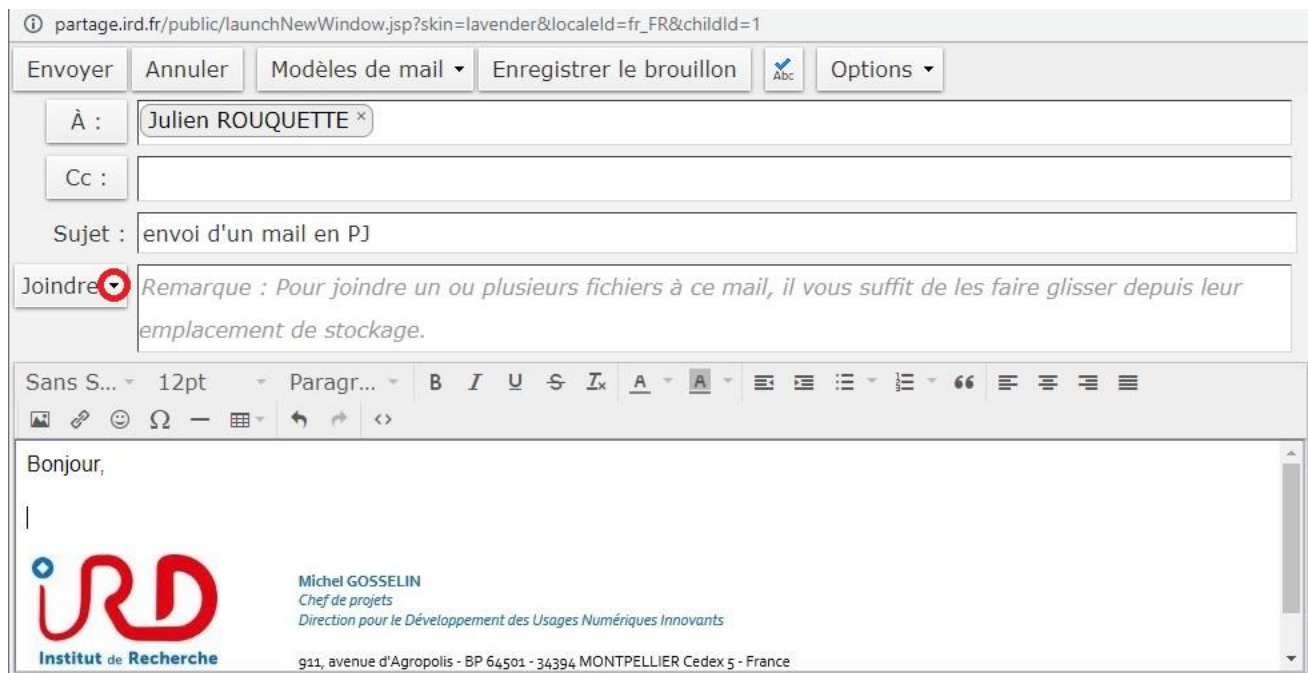 partage.ird.fr/public/launchNewWindow.jsp?skin=lavender&localeId=fr_FR&childId=1
Envoyer Annuler Modèles de mail Enregistrer le brouillon Abc Options
À : Julien ROUQUETTE ×
Cc :
Sujet : envoi d'un mail en PJ
Joindre Remarque : Pour joindre un ou plusieurs fichiers à ce mail, il vous suffit de les faire glisser depuis leur
emplacement de stockage.
Sans S... 12pt Paragr... B I U S Ix A A
Ω
Bonjour,
IRD
Institut de Recherche
Michel GOSSELIN
Chef de projets
Direction pour le Développement des Usages Numériques Innovants
911, avenue d'Agropolis - BP 64501 - 34394 MONTPELLIER Cedex 5 - France